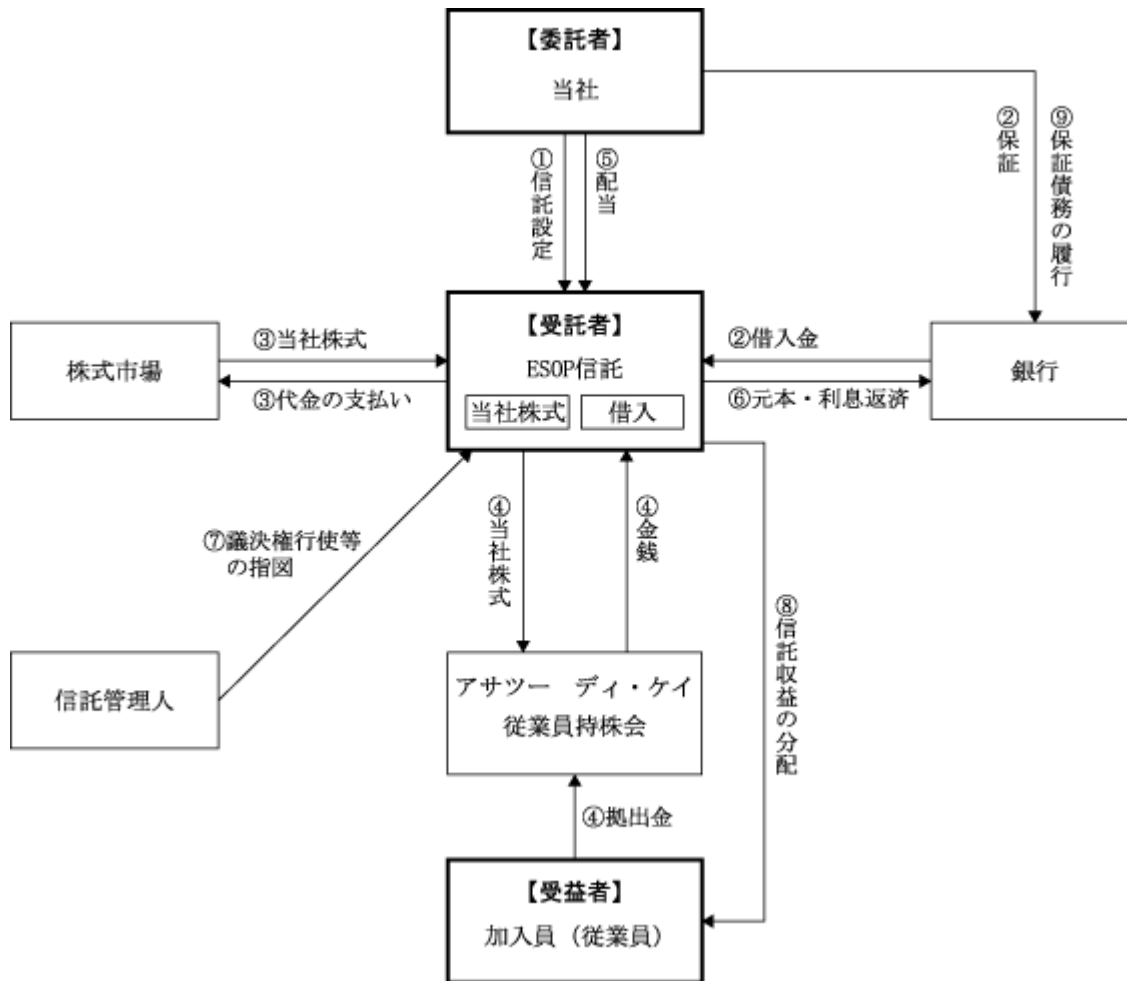 【委託者】
当社
①信託設定
⑤配当
②保証
⑨保証債務の履行
株式市場
③当社株式
③代金の支払い
【受託者】
ESOP信託
当社株式
借入
②借入金
⑥元本・利息返済
銀行
⑦議決権行使等
の指図
④当社株式
④金銭
⑧信託収益の分配
信託管理人
アサツー ディ・ケイ
従業員持株会
④拠出金
【受益者】
加入員(従業員)